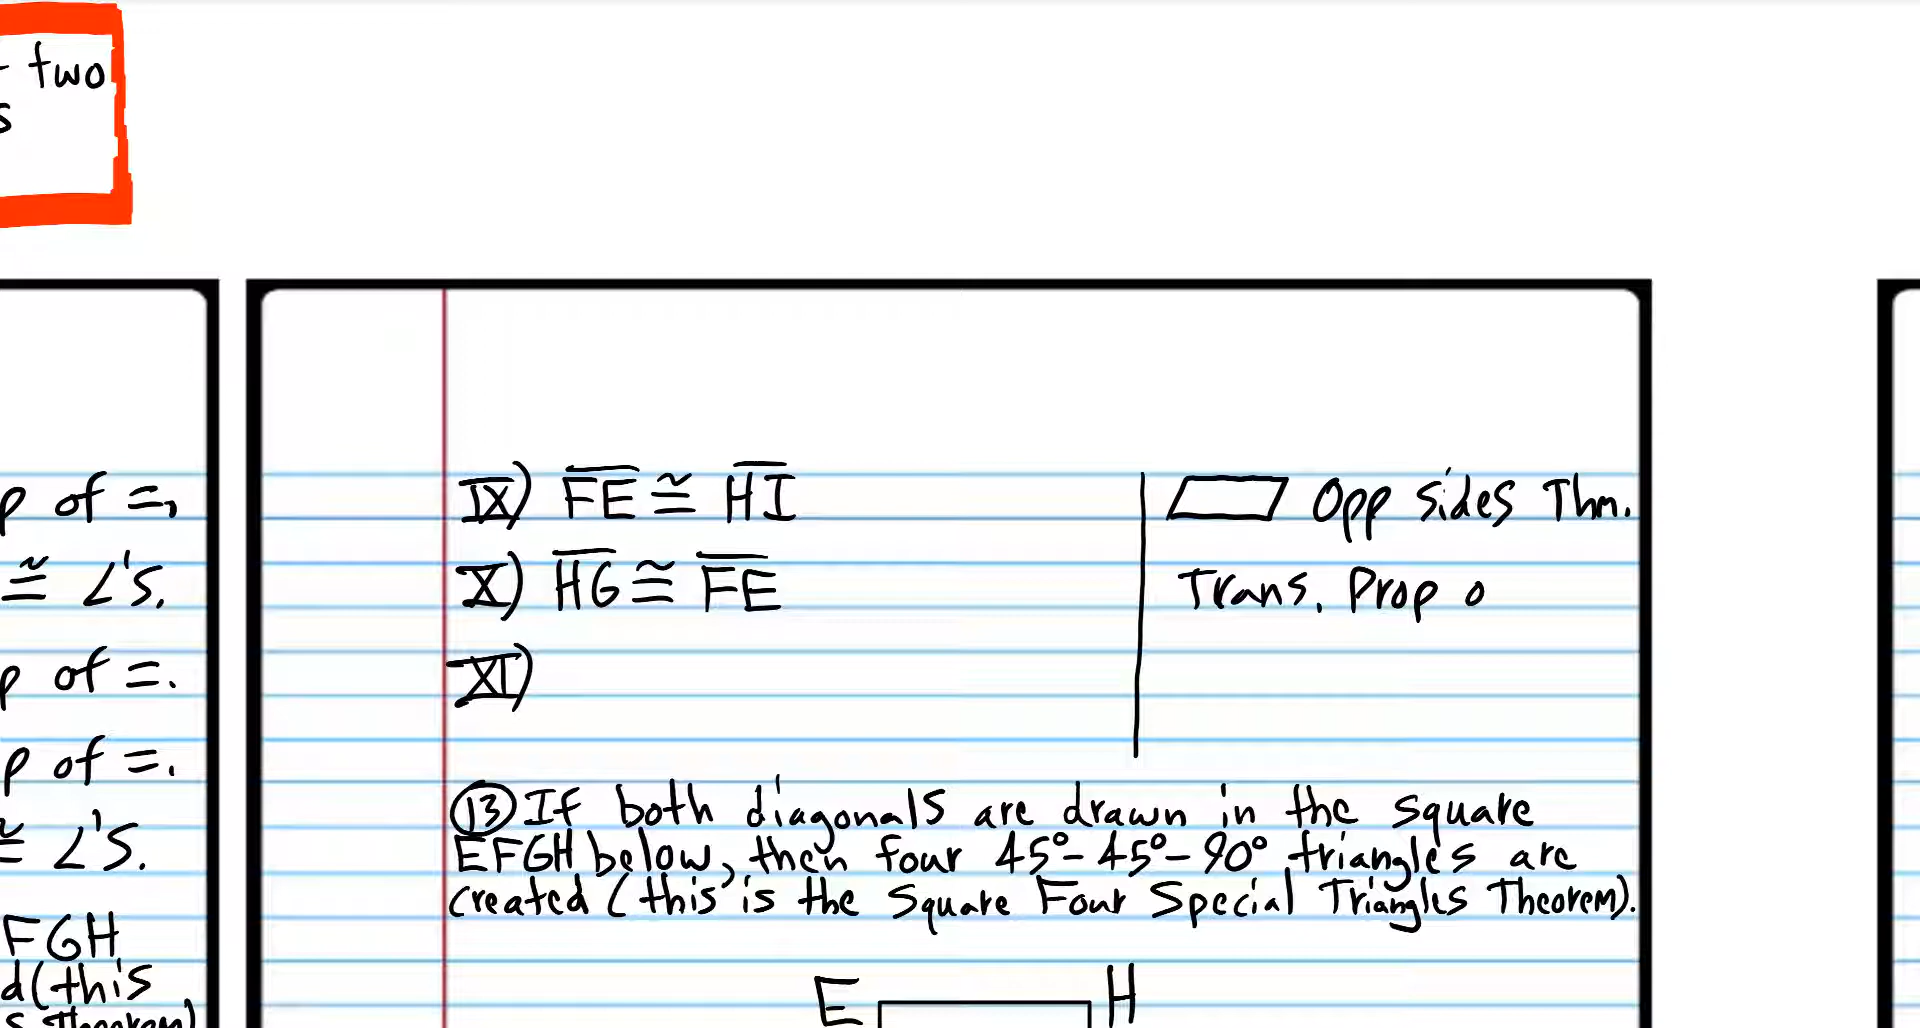 two
s
p of =,
≅ ∠'s.
p of =.
p of =.
≅ ∠'s.
FGH
d(this
s Theorem)
IX) FE ≅ HI
▱ Opp sides Thm.
X) HG ≅ FE
Trans. Prop o
XI)
13 If both diagonals are drawn in the square
EFGH below, then four 45°-45°-90° triangles are
created (this is the Square Four Special Triangles Theorem).
E H